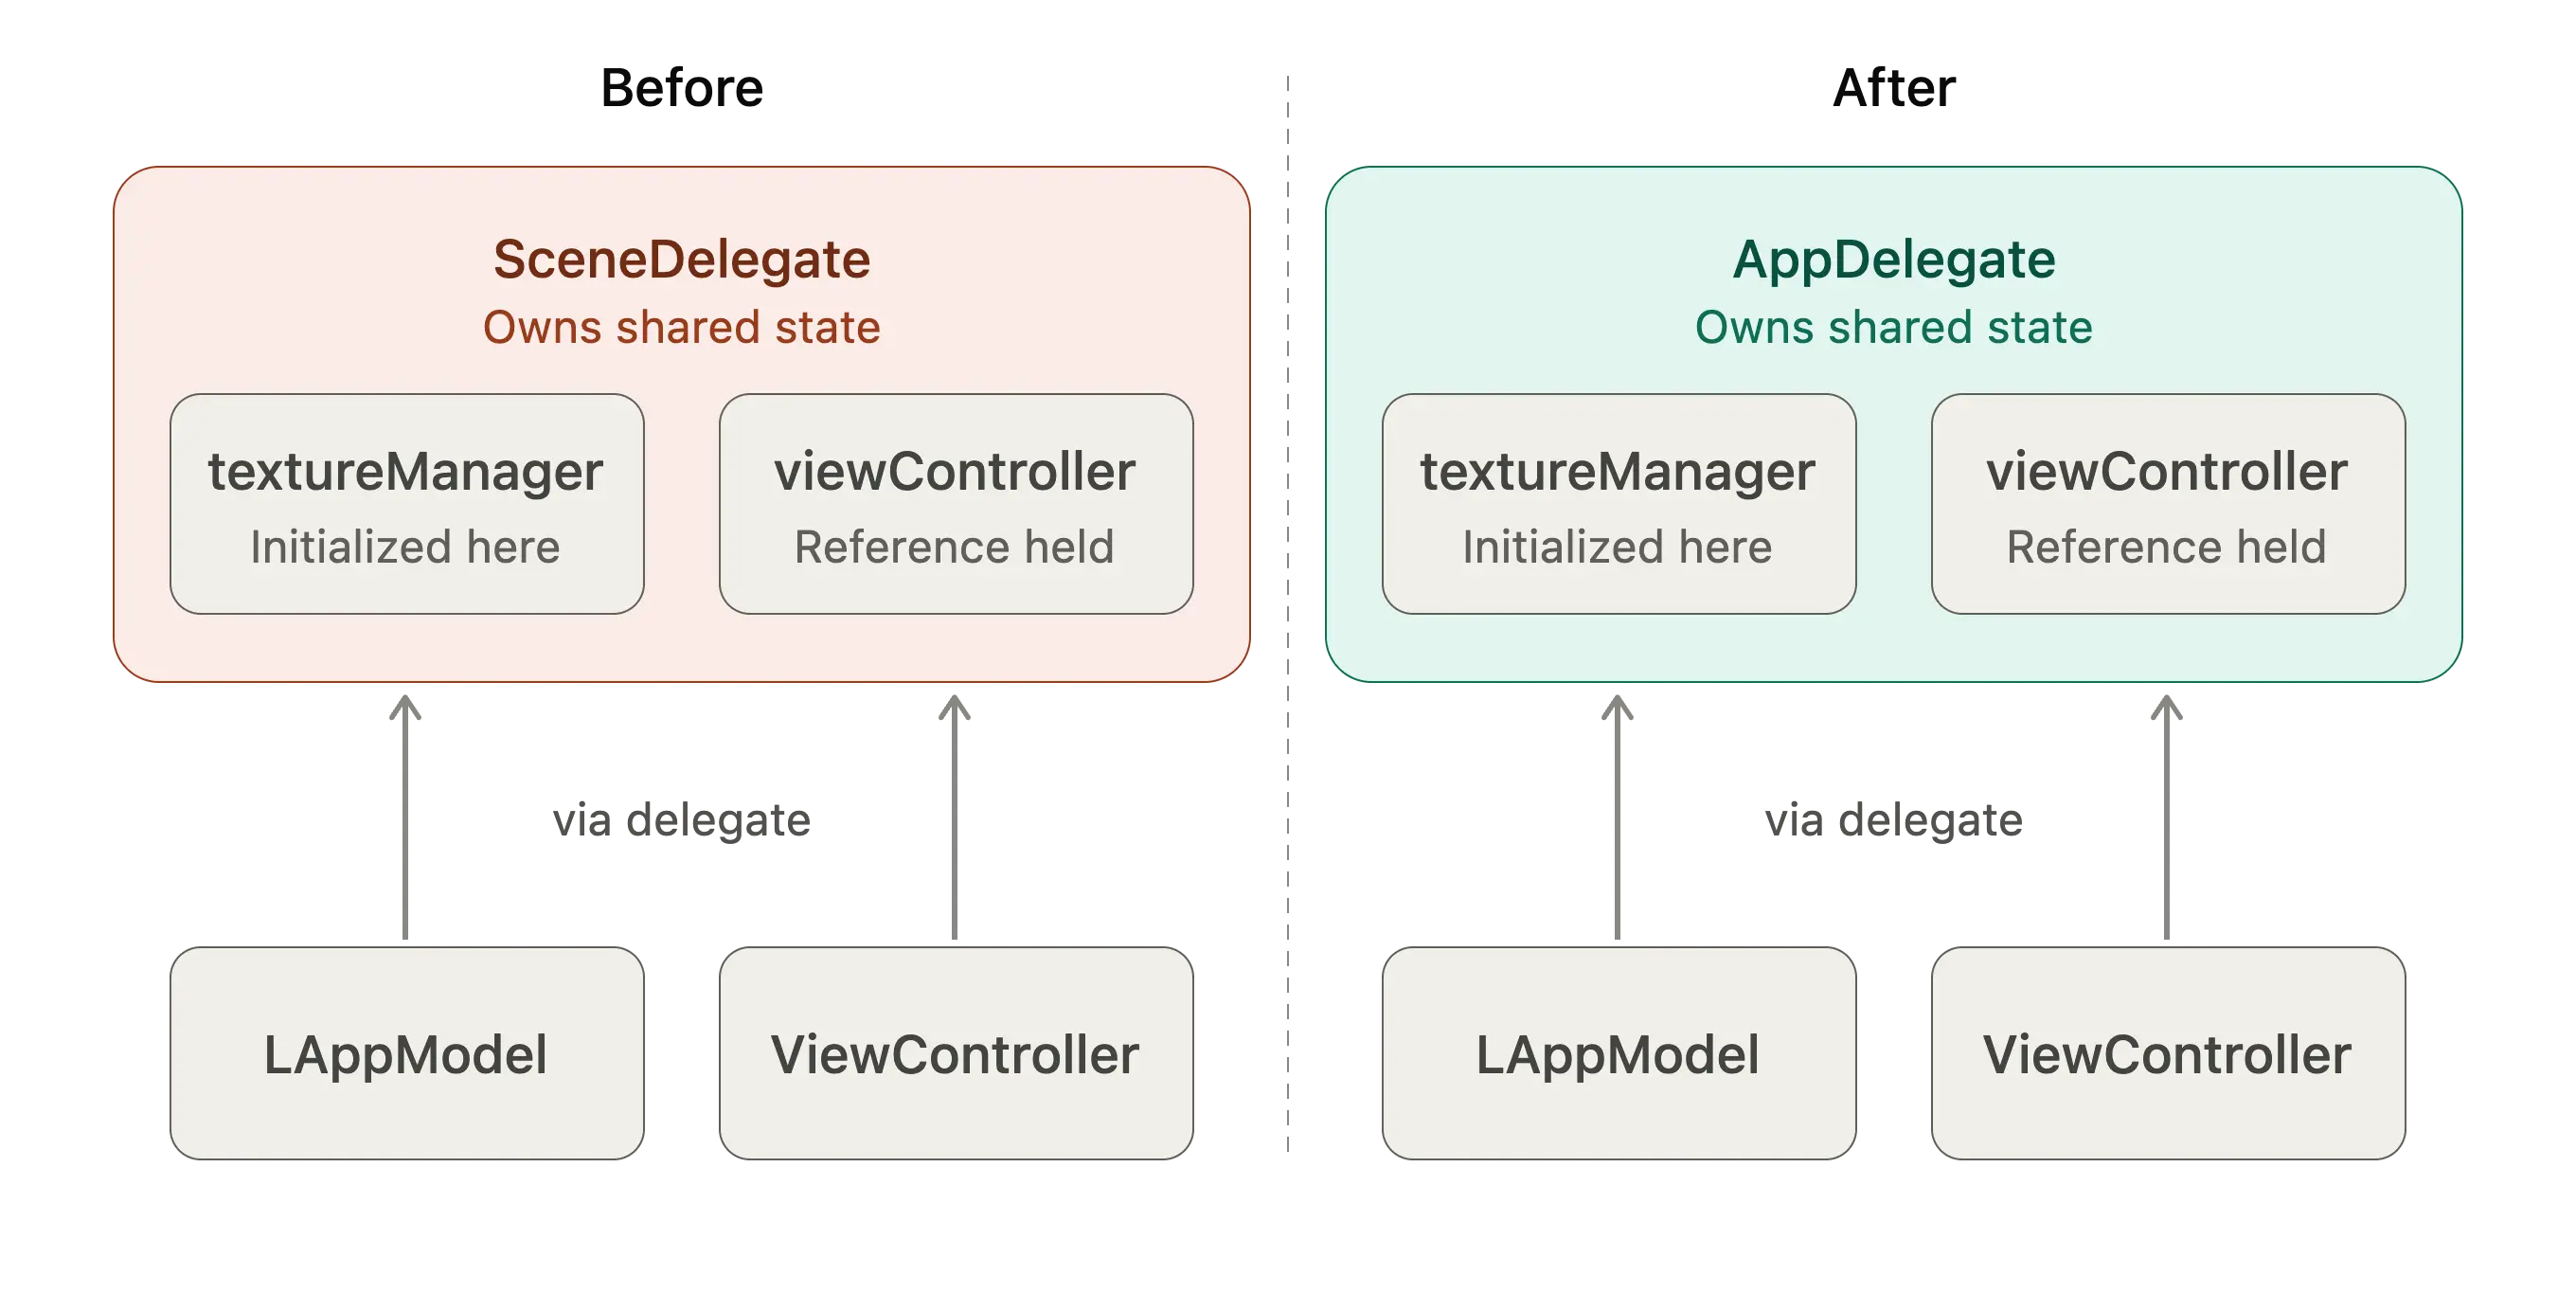 Before
SceneDelegate
Owns shared state
textureManager
Initialized here
viewController
Reference held
via delegate
LAppModel
ViewController
After
AppDelegate
Owns shared state
textureManager
Initialized here
viewController
Reference held
via delegate
LAppModel
ViewController